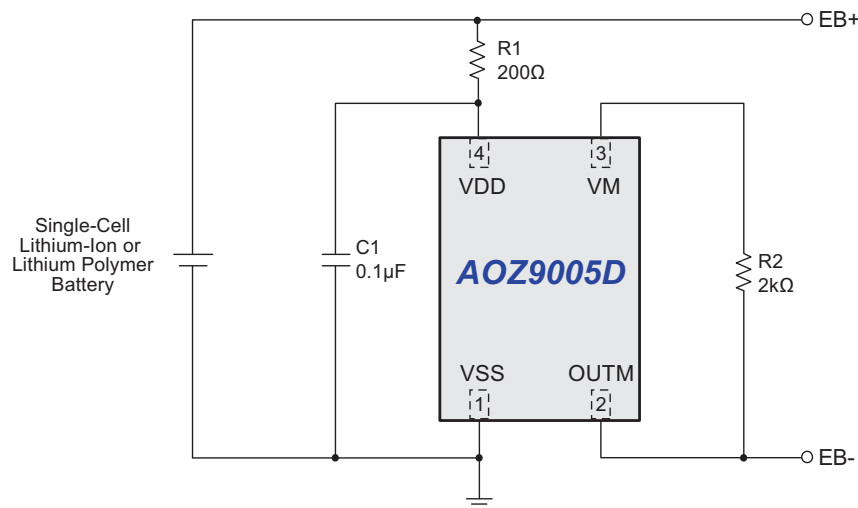 EB+
R1
200Ω
4
3
VDD
VM
Single-Cell
Lithium-Ion or
Lithium Polymer
Battery
C1
0.1µF
AOZ9005D
R2
2kΩ
VSS
OUTM
1
2
EB-